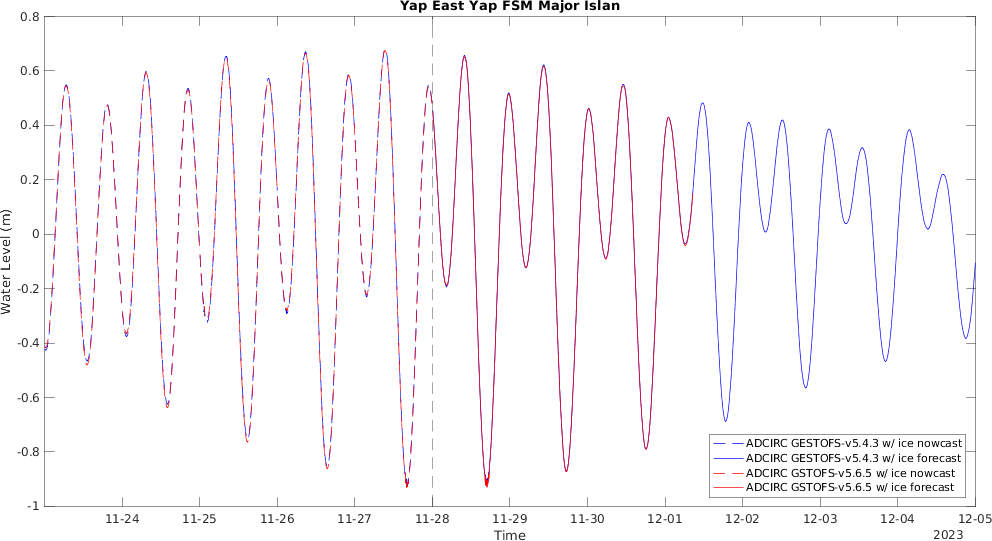 Yap East Yap FSM Major Islan
0.8
0.6
0.4
0.2
0
-0.2
-0.4
-0.6
-0.8
-1
Water Level (m)
ADCIRC GESTOFS-v5.4.3 w/ ice nowcast
ADCIRC GESTOFS-v5.4.3 w/ ice forecast
ADCIRC GSTOFS-v5.6.5 w/ ice nowcast
ADCIRC GSTOFS-v5.6.5 w/ ice forecast
11-24 11-25 11-26 11-27 11-28 11-29 11-30 12-01 12-02 12-03 12-04 12-05
Time
2023